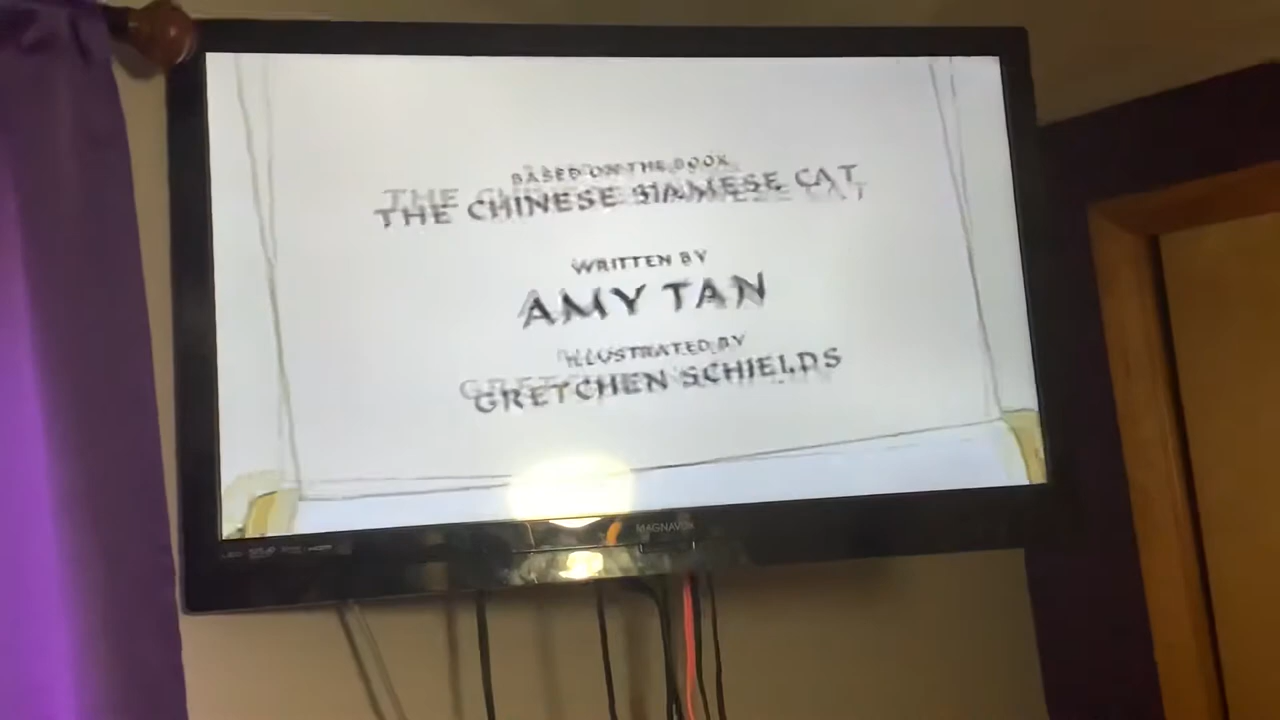 BASED ON THE BOOK
THE CHINESE SIAMESE CAT
WRITTEN BY
AMY TAN
ILLUSTRATED BY
GRETCHEN SCHIELDS
MAGNAVOX